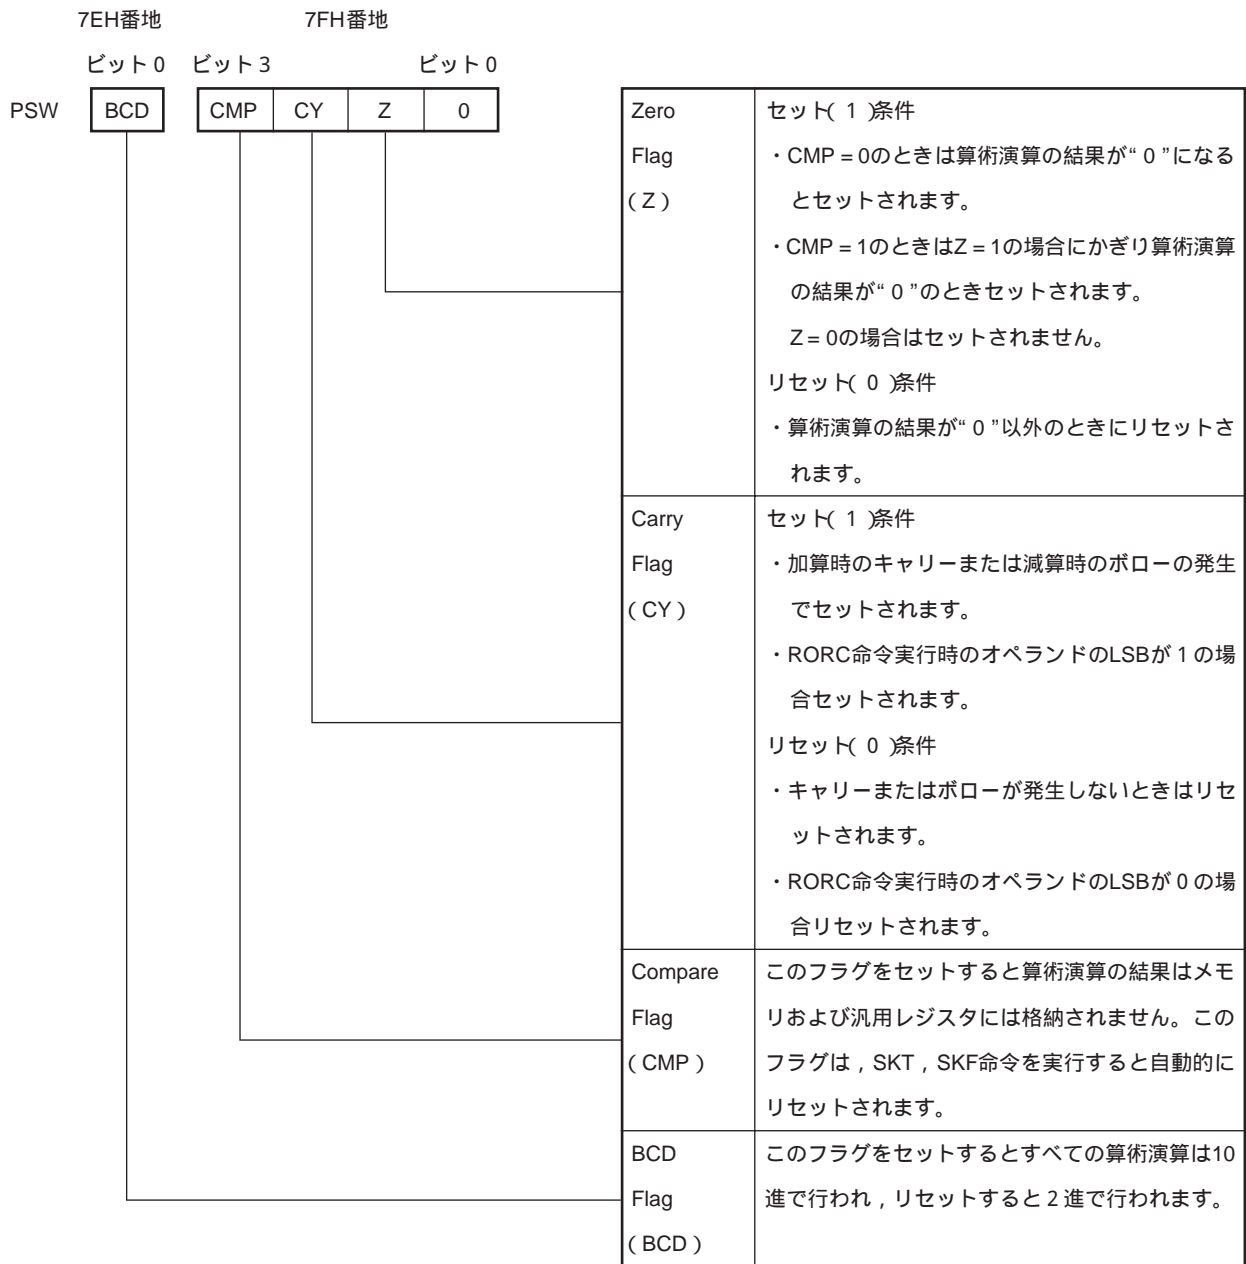 7EH番地 7FH番地
ビット 0 ビット 3 ビット 0
PSW BCD CMP CY Z 0
Zero
Flag
( Z )
セット( 1 )条件
・CMP = 0のときは算術演算の結果が“ 0 ”になる
とセットされます。
・CMP = 1のときはZ = 1の場合にかぎり算術演算
の結果が“ 0 ”のときセットされます。
Z = 0の場合はセットされません。
リセット( 0 )条件
・算術演算の結果が“ 0 ”以外のときにリセットさ
れます。
Carry
Flag
( CY )
セット( 1 )条件
・加算時のキャリーまたは減算時のボローの発生
でセットされます。
・RORC命令実行時のオペランドのLSBが 1 の場
合セットされます。
リセット( 0 )条件
・キャリーまたはボローが発生しないときはリセ
ットされます。
・RORC命令実行時のオペランドのLSBが 0 の場
合リセットされます。
Compare
Flag
( CMP )
このフラグをセットすると算術演算の結果はメモ
リおよび汎用レジスタには格納されません。この
フラグは , SKT , SKF命令を実行すると自動的に
リセットされます。
BCD
Flag
( BCD )
このフラグをセットするとすべての算術演算は10
進で行われ , リセットすると 2 進で行われます。